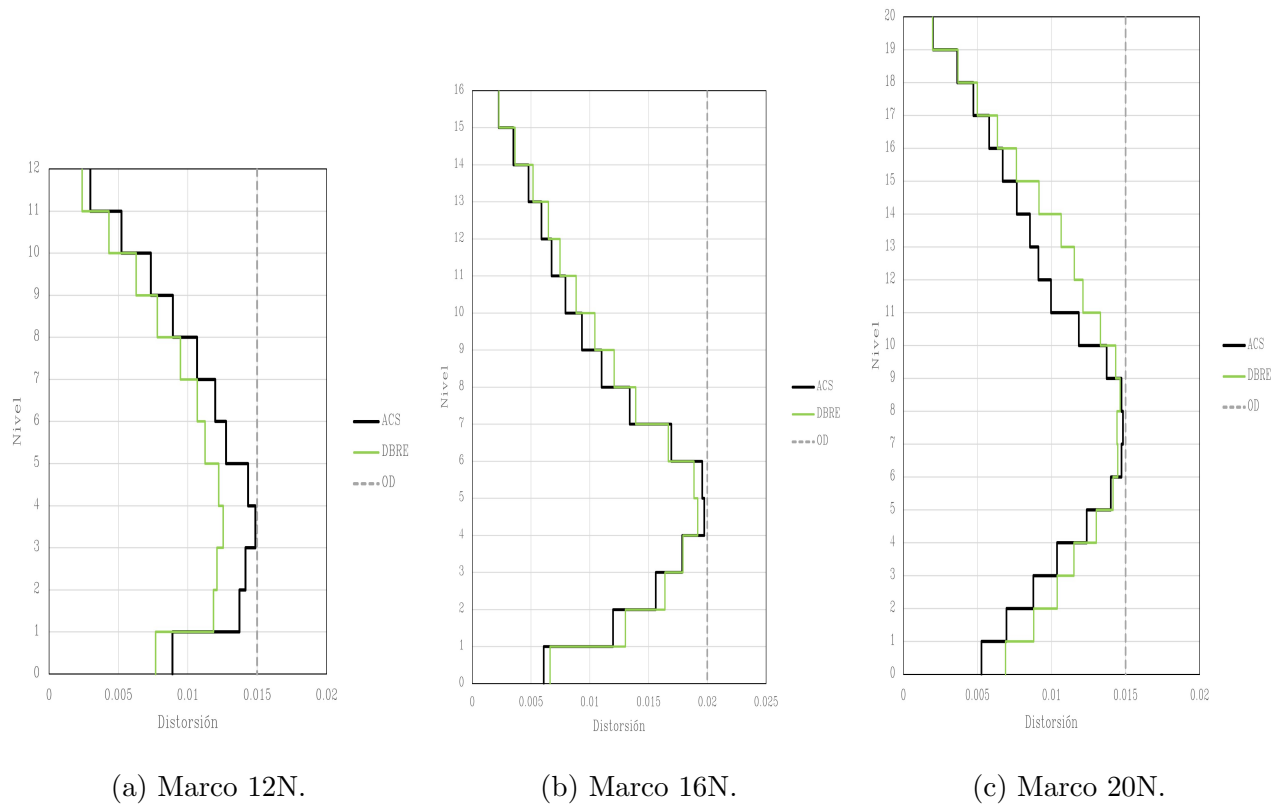 12
11
10
9
8
7
6
5
4
3
2
1
0
Nivel
0 0.005 0.01 0.015 0.02
Distorsión
ACS
DBRE
OD
(a) Marco 12N.
16
15
14
13
12
11
10
9
8
7
6
5
4
3
2
1
0
Nivel
0 0.005 0.01 0.015 0.02 0.025
Distorsión
ACS
DBRE
OD
(b) Marco 16N.
20
19
18
17
16
15
14
13
12
11
10
9
8
7
6
5
4
3
2
1
0
Nivel
0 0.005 0.01 0.015 0.02
Distorsión
ACS
DBRE
OD
(c) Marco 20N.